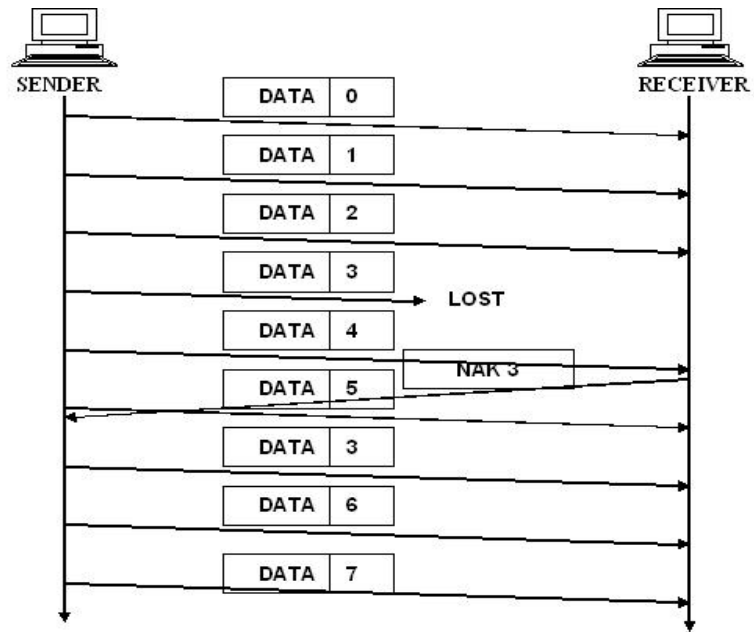 SENDER
RECEIVER
DATA 0
DATA 1
DATA 2
DATA 3
LOST
DATA 4
NAK 3
DATA 5
DATA 3
DATA 6
DATA 7